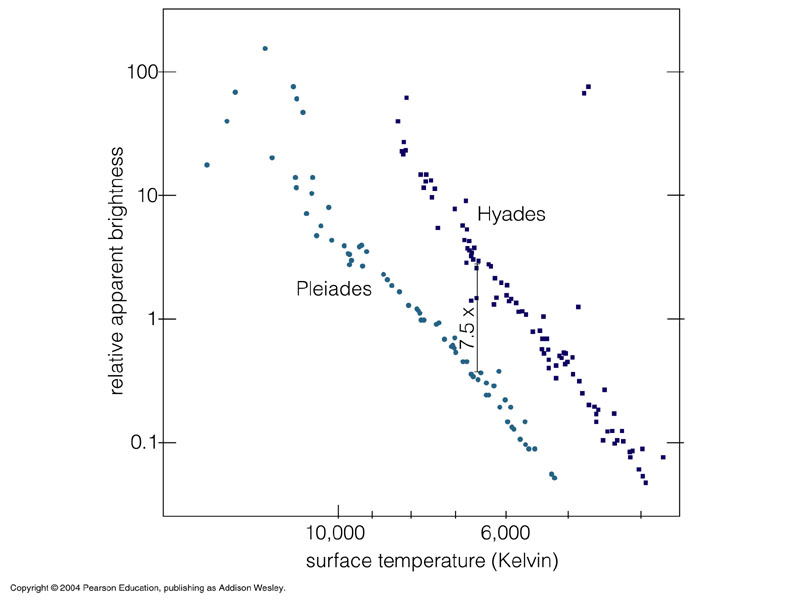 100
10
1
0.1
relative apparent brightness
Hyades
Pleiades
7.5 x
10,000
6,000
surface temperature (Kelvin)
Copyright © 2004 Pearson Education, publishing as Addison Wesley.